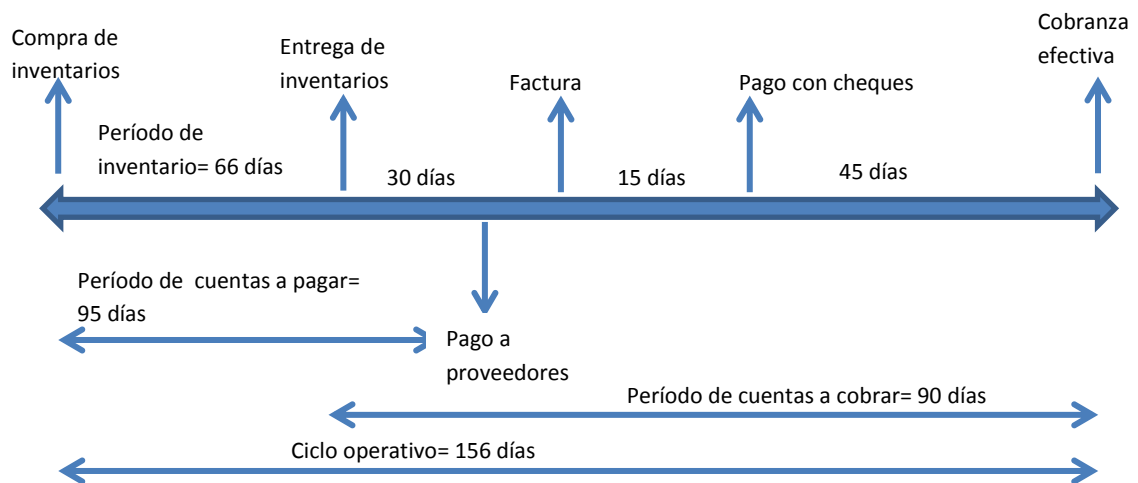 Compra de
inventarios
Entrega de
inventarios
Factura
Pago con cheques
Cobranza
efectiva
Período de
inventario= 66 días
30 días
15 días
45 días
Período de cuentas a pagar=
95 días
Pago a
proveedores
Período de cuentas a cobrar= 90 días
Ciclo operativo= 156 días